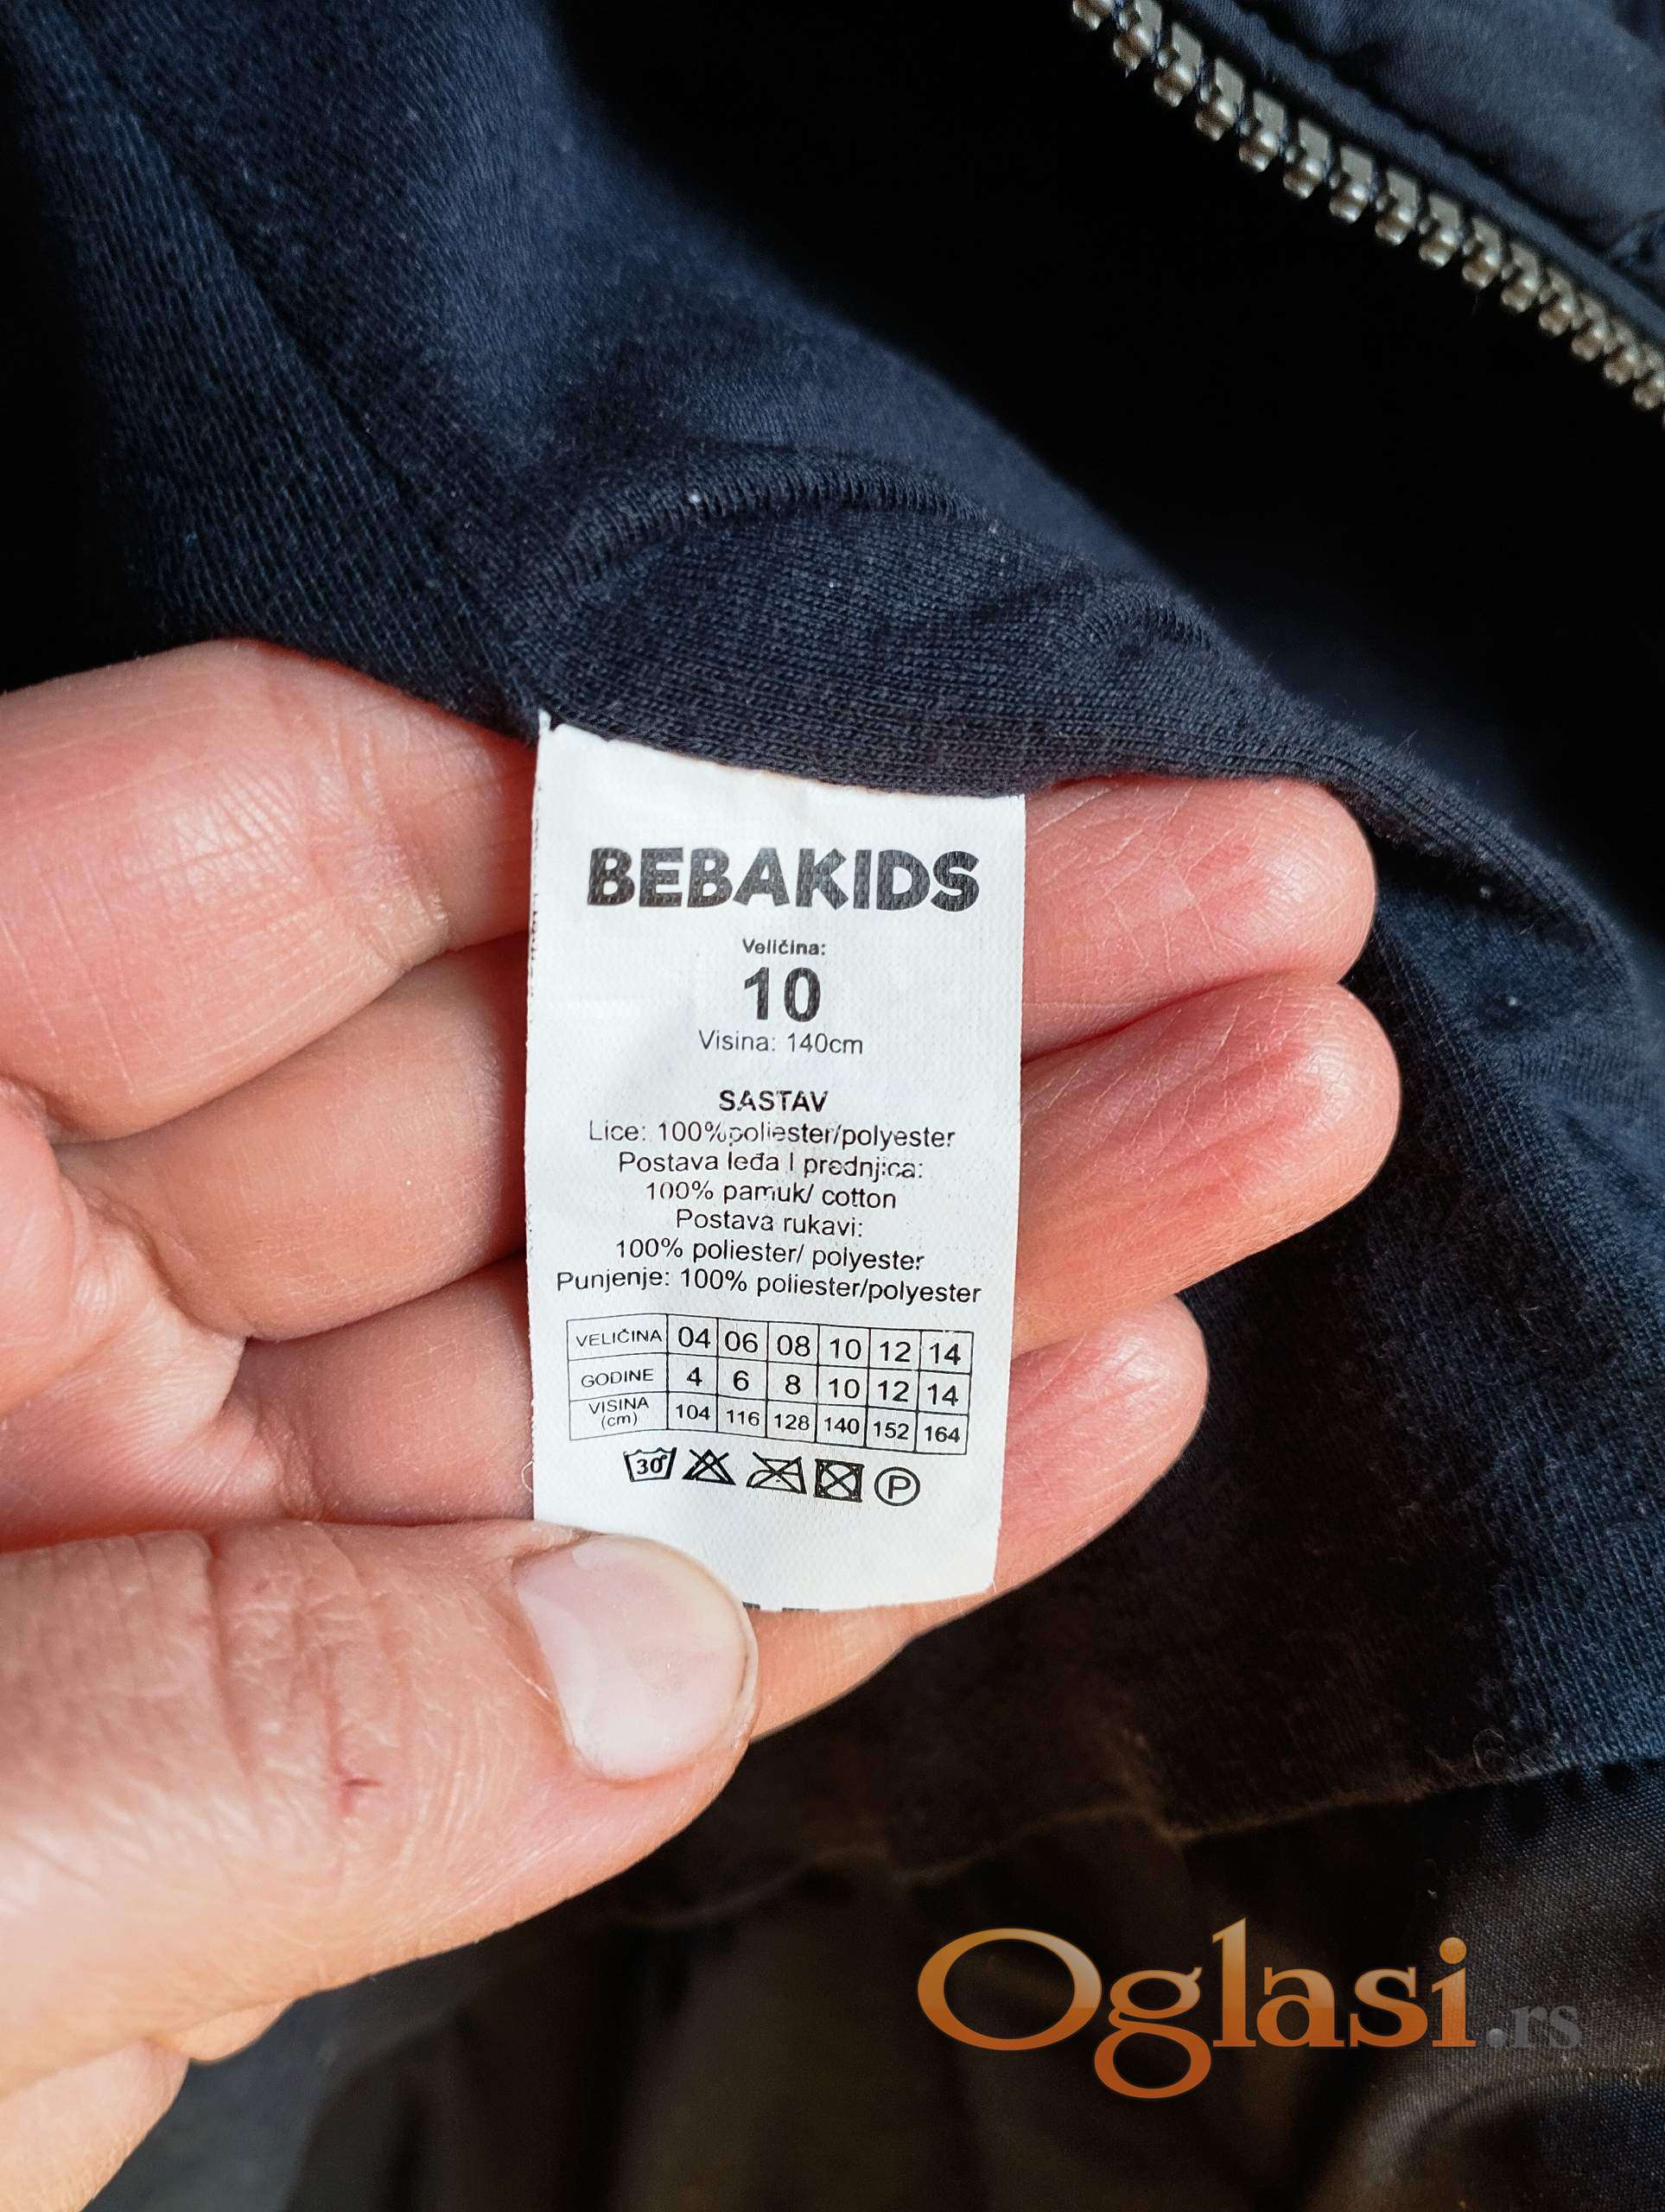 BEBAKIDS
Veličina:
10
Visina: 140cm
SASTAV
Lice: 100%poliester/polyester
Postava leđa I prednjica:
100% pamuk/ cotton
Postava rukavi:
100% poliester/ polyester
Punjenje: 100% poliester/polyester
VELIČINA 04 06 08 10 12 14
GODINE 4 6 8 10 12 14
VISINA (cm) 104 116 128 140 152 164
30° P
Oglasi.rs